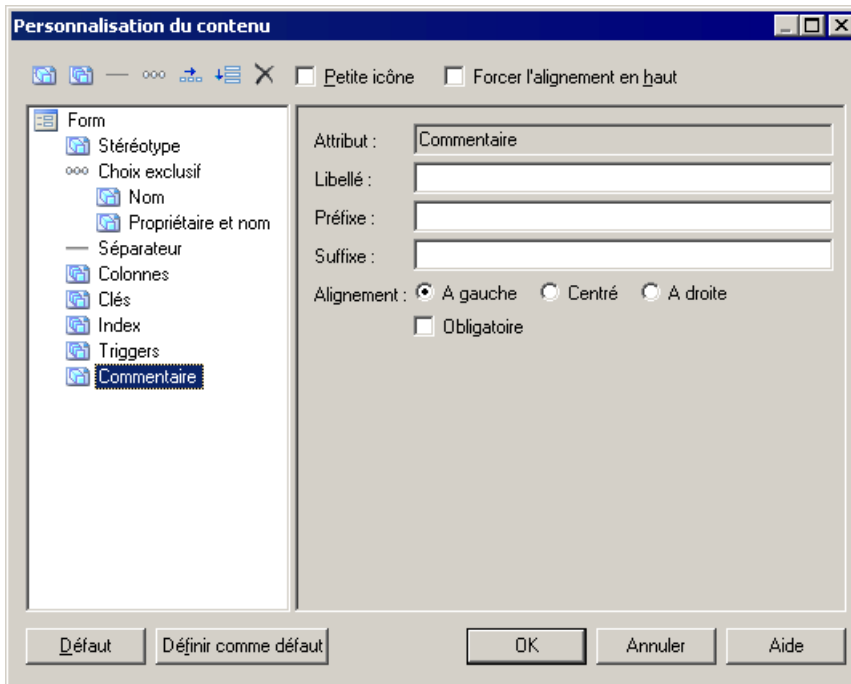 Personnalisation du contenu
Petite icône Forcer l'alignement en haut
Form
Stéréotype
Choix exclusif
Nom
Propriétaire et nom
Séparateur
Colonnes
Clés
Index
Triggers
Commentaire
Attribut : Commentaire
Libellé :
Préfixe :
Suffixe :
Alignement : A gauche Centré A droite
Obligatoire
Défaut Définir comme défaut OK Annuler Aide